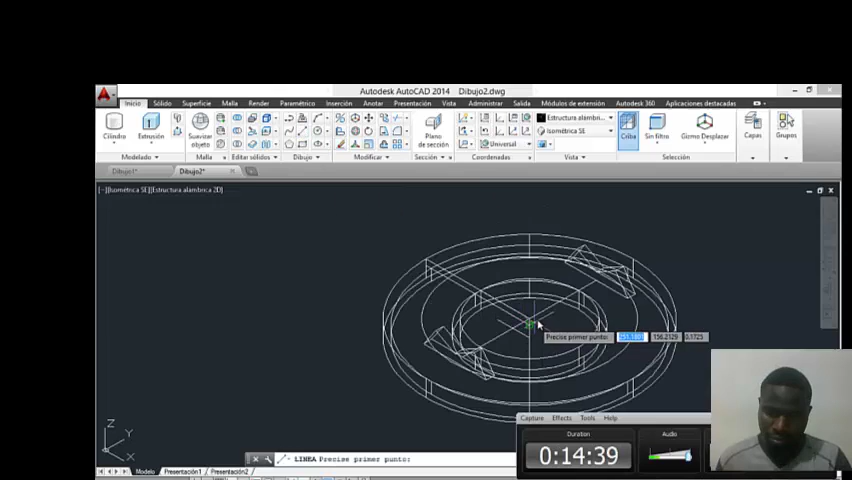 Autodesk AutoCAD 2014 Dibujo2.dwg
Inicio Sólido Superficie Malla Render Paramétrico Inserción Anotar Presentación Vista Administrar Salida Módulos de extensión Autodesk 360 Aplicaciones destacadas
Estructura alámbri...
Isométrica SE
Universal
Cilindro Extrusión Suavizar objeto Plano de sección Criba Sin filtro Gizmo Desplazar Capas Grupos
Modelado Malla Editar sólidos Dibujo Modificar Sección Coordenadas Vista Selección
Dibujo1* Dibujo2*
[−][Isométrica SE][Estructura alámbrica 2D]
Precise primer punto: 156.2129 0.1725
Z
Y
X
Capture Effects Tools Help
Duration Audio
0:14:39
LINEA Precise primer punto:
Modelo Presentación1 Presentación2